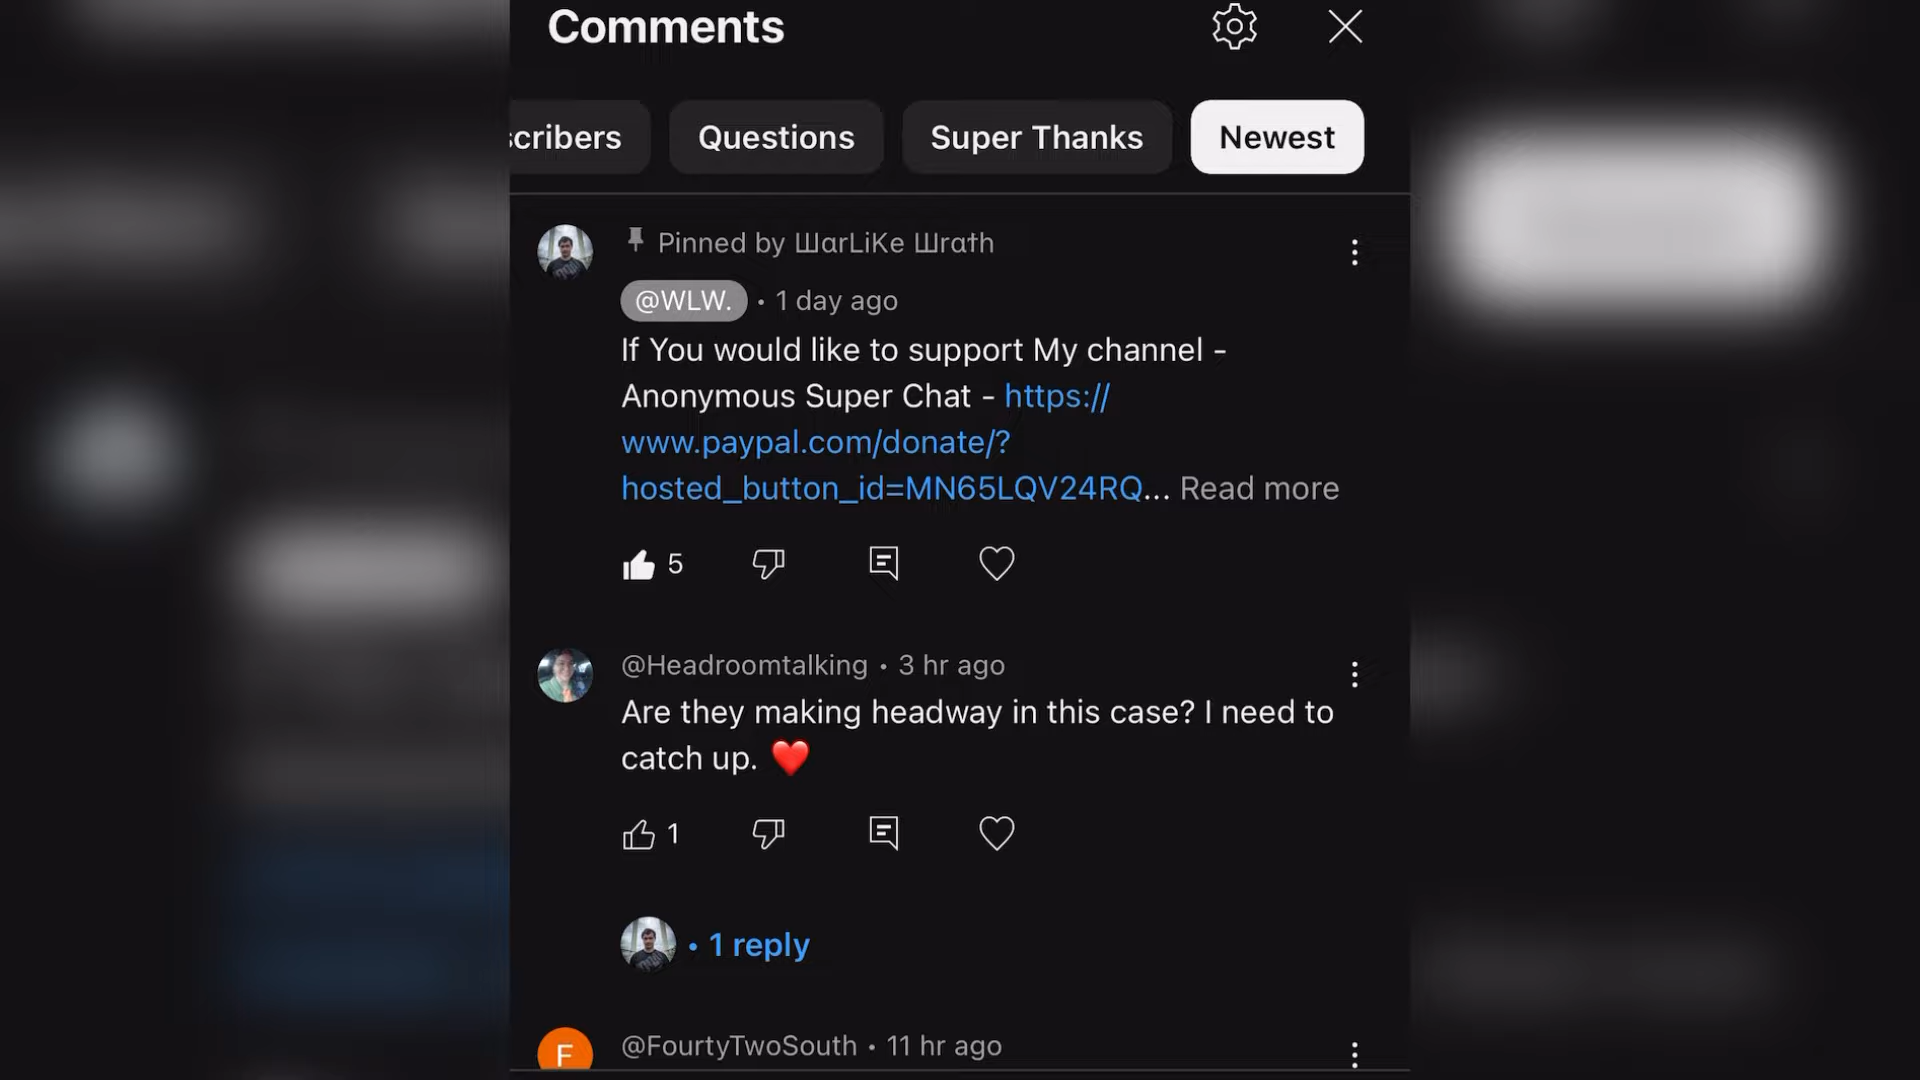 Comments
scribers
Questions
Super Thanks
Newest
Pinned by ШarLiKe Шrath
@WLW. • 1 day ago
If You would like to support My channel -
Anonymous Super Chat - https://
www.paypal.com/donate/?
hosted_button_id=MN65LQV24RQ... Read more
5
@Headroomtalking • 3 hr ago
Are they making headway in this case? I need to
catch up. ❤️
1
• 1 reply
F
@FourtyTwoSouth • 11 hr ago